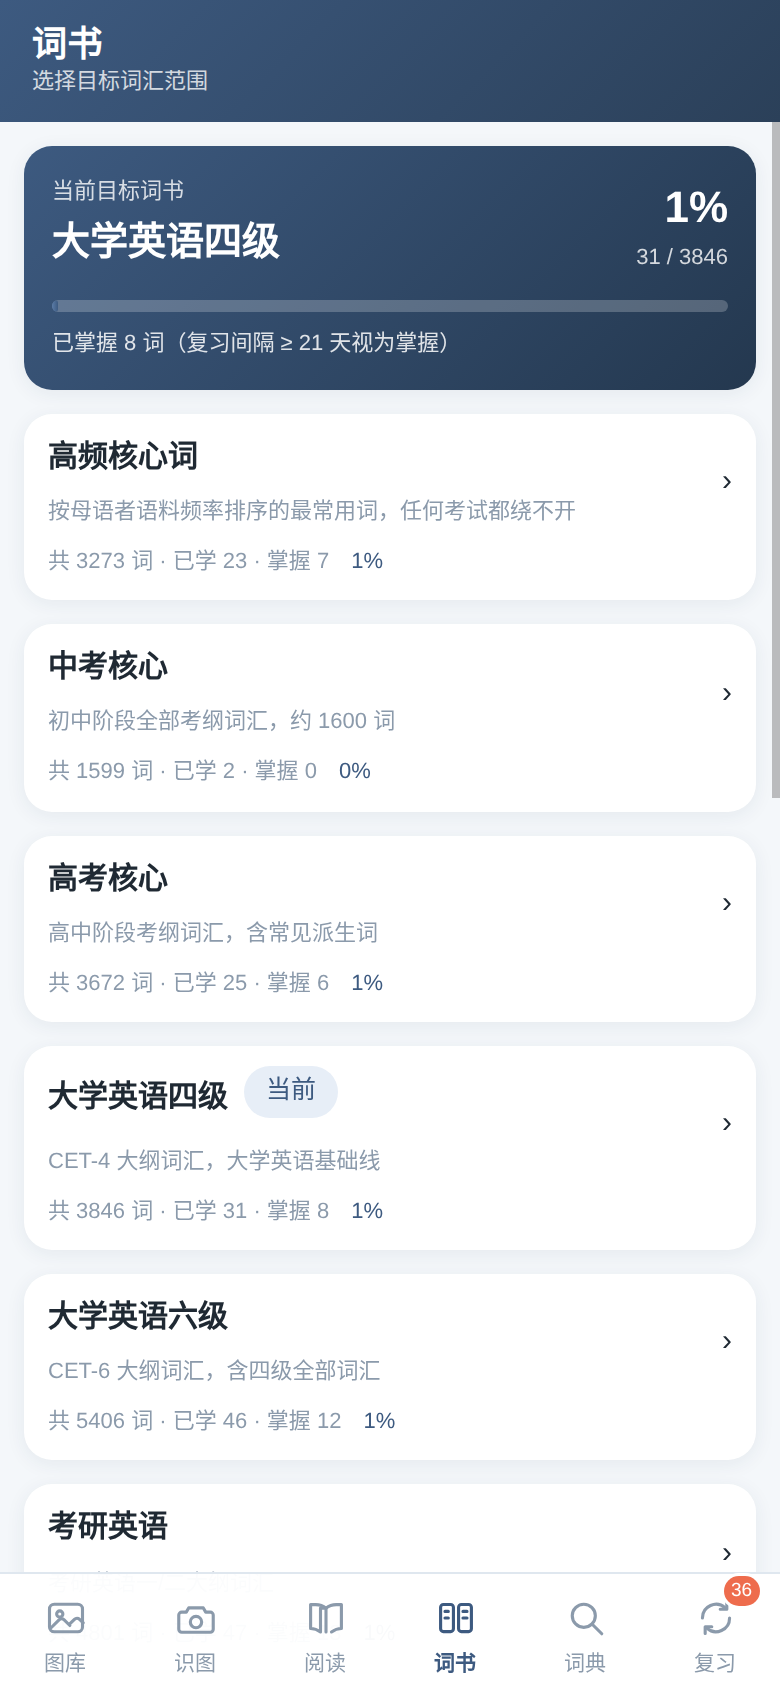 词书
选择目标词汇范围
当前目标词书
大学英语四级
1%
31 / 3846
已掌握 8 词（复习间隔 ≥ 21 天视为掌握）
高频核心词
按母语者语料频率排序的最常用词，任何考试都绕不开
共 3273 词 · 已学 23 · 掌握 7 1%
›
中考核心
初中阶段全部考纲词汇，约 1600 词
共 1599 词 · 已学 2 · 掌握 0 0%
›
高考核心
高中阶段考纲词汇，含常见派生词
共 3672 词 · 已学 25 · 掌握 6 1%
›
大学英语四级 当前
CET-4 大纲词汇，大学英语基础线
共 3846 词 · 已学 31 · 掌握 8 1%
›
大学英语六级
CET-6 大纲词汇，含四级全部词汇
共 5406 词 · 已学 46 · 掌握 12 1%
›
考研英语
›
图库
识图
阅读
词书
词典
36
复习